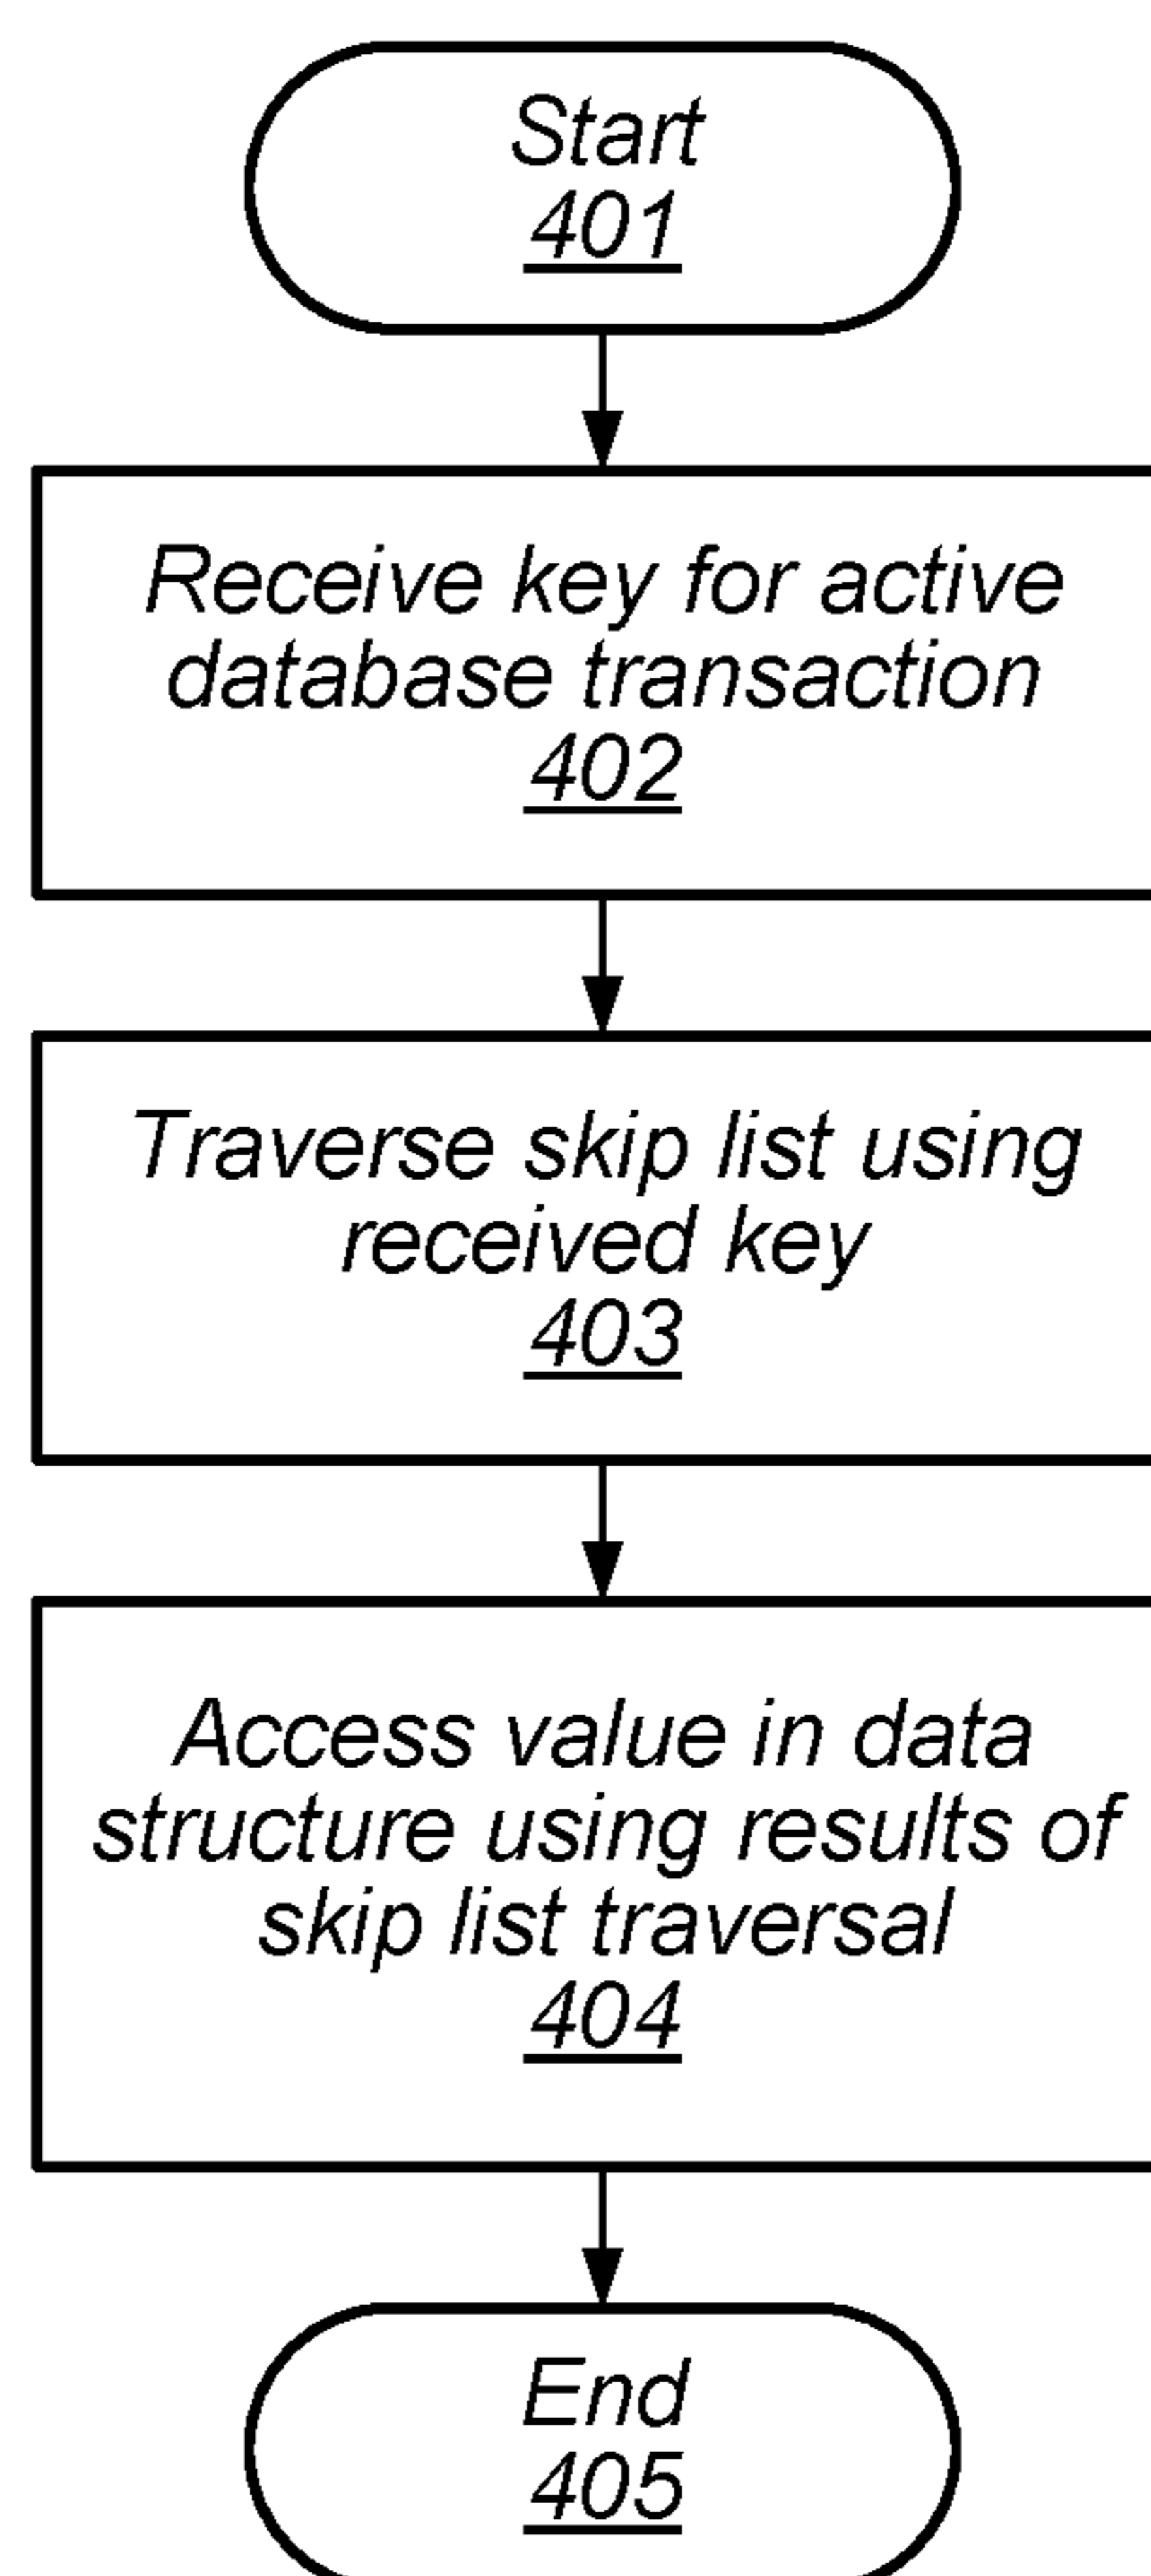 Start
401
Receive key for active
database transaction
402
Traverse skip list using
received key
403
Access value in data
structure using results of
skip list traversal
404
End
405